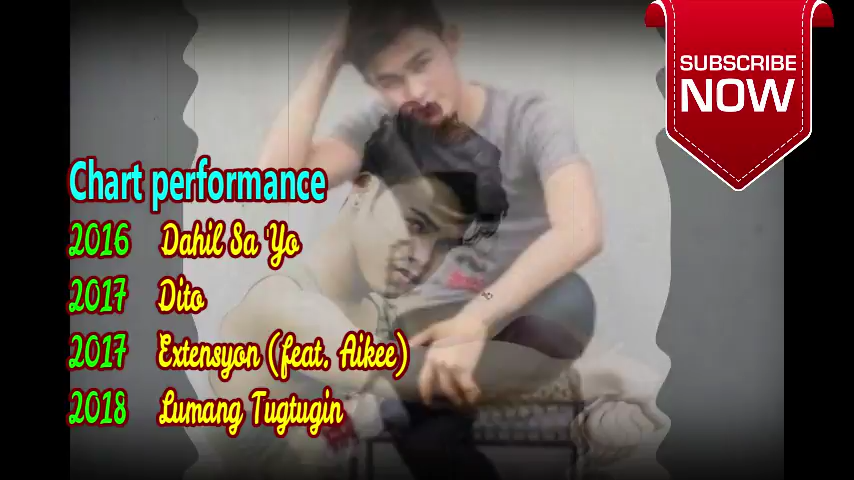 SUBSCRIBE
NOW
Chart performance
2016 Dahil Sa 'Yo
2017 Dito
2017 Extensyon (feat. Aikee)
2018 Lumang Tugtugin